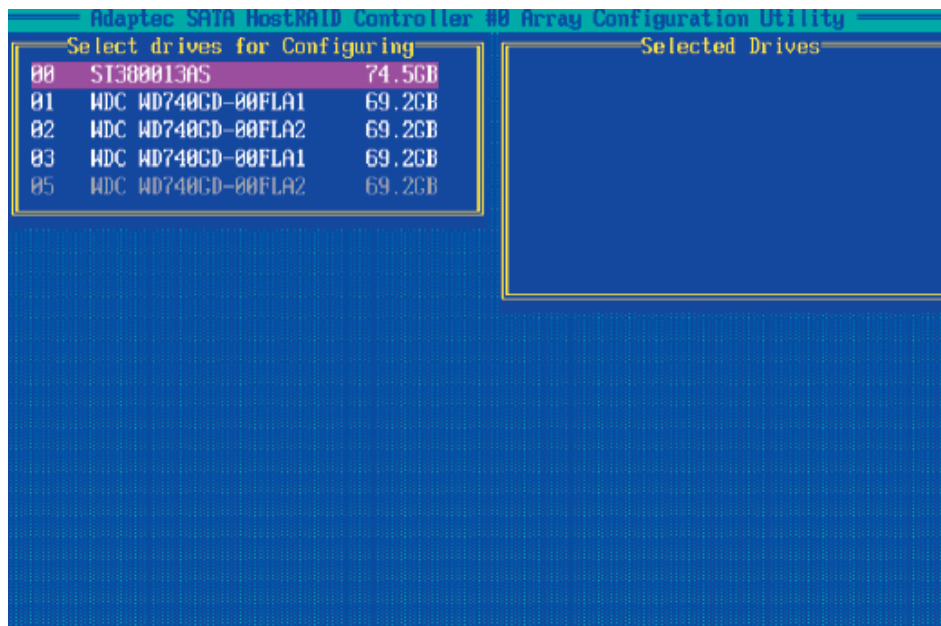 Adaptec SATA HostRAID Controller #0 Array Configuration Utility
Select drives for Configuring
00 ST380013AS 74.5GB
01 WDC WD740GD-00FLA1 69.2GB
02 WDC WD740GD-00FLA2 69.2GB
03 WDC WD740GD-00FLA1 69.2GB
05 WDC WD740GD-00FLA2 69.2GB
Selected Drives